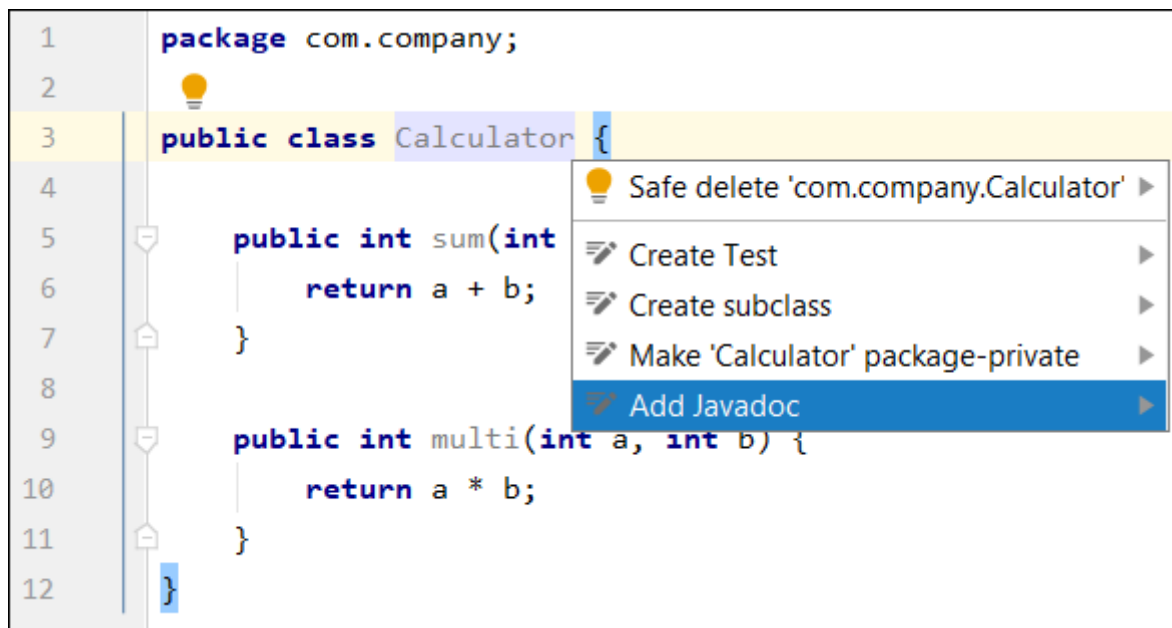 1 package com.company;
2
3 public class Calculator {
4
Safe delete 'com.company.Calculator'
5 public int sum(int
Create Test
6 return a + b;
Create subclass
7 }
Make 'Calculator' package-private
8
Add Javadoc
9 public int multi(int a, int b) {
10 return a * b;
11 }
12 }